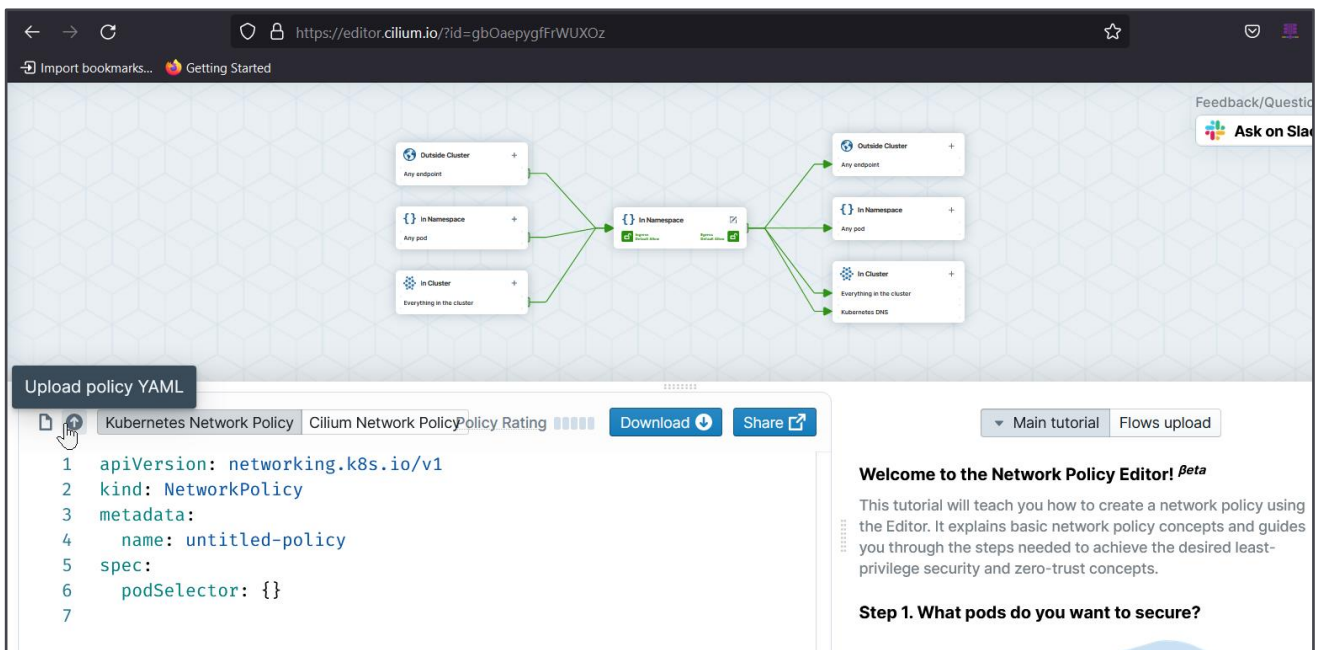 https://editor.cilium.io/?id=gbOaepygfFrWUXOz
Import bookmarks... Getting Started
Feedback/Questio
Ask on Sla
Outside Cluster +
Any endpoint
In Namespace +
Any pod
In Cluster +
Everything in the cluster
{} In Namespace
Ingress Default Allow
Egress Default Allow
Outside Cluster +
Any endpoint
{} In Namespace +
Any pod
In Cluster +
Everything in the cluster
Kubernetes DNS
Upload policy YAML
Kubernetes Network Policy Cilium Network Policy Policy Rating Download Share
Main tutorial Flows upload
1 apiVersion: networking.k8s.io/v1
2 kind: NetworkPolicy
3 metadata:
4 name: untitled-policy
5 spec:
6 podSelector: {}
7
Welcome to the Network Policy Editor! βeta
This tutorial will teach you how to create a network policy using
the Editor. It explains basic network policy concepts and guides
you through the steps needed to achieve the desired least-
privilege security and zero-trust concepts.
Step 1. What pods do you want to secure?